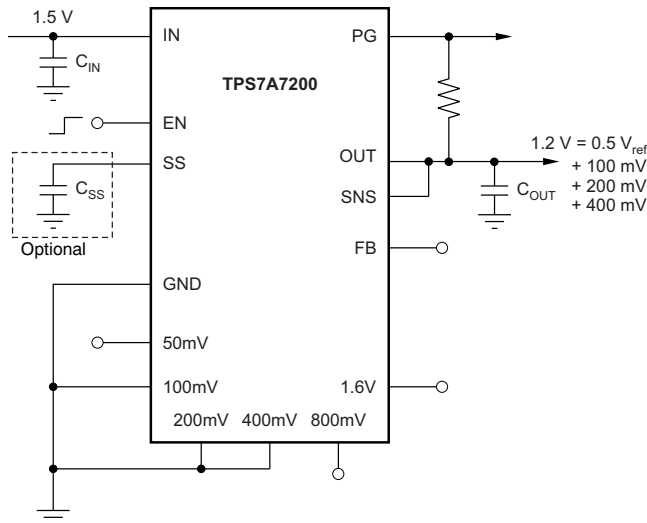 1.5 V
IN
PG
C_IN
TPS7A7200
EN
SS
OUT
1.2 V = 0.5 V_ref
+ 100 mV
+ 200 mV
+ 400 mV
C_SS
SNS
C_OUT
Optional
FB
GND
50mV
100mV
1.6V
200mV 400mV 800mV